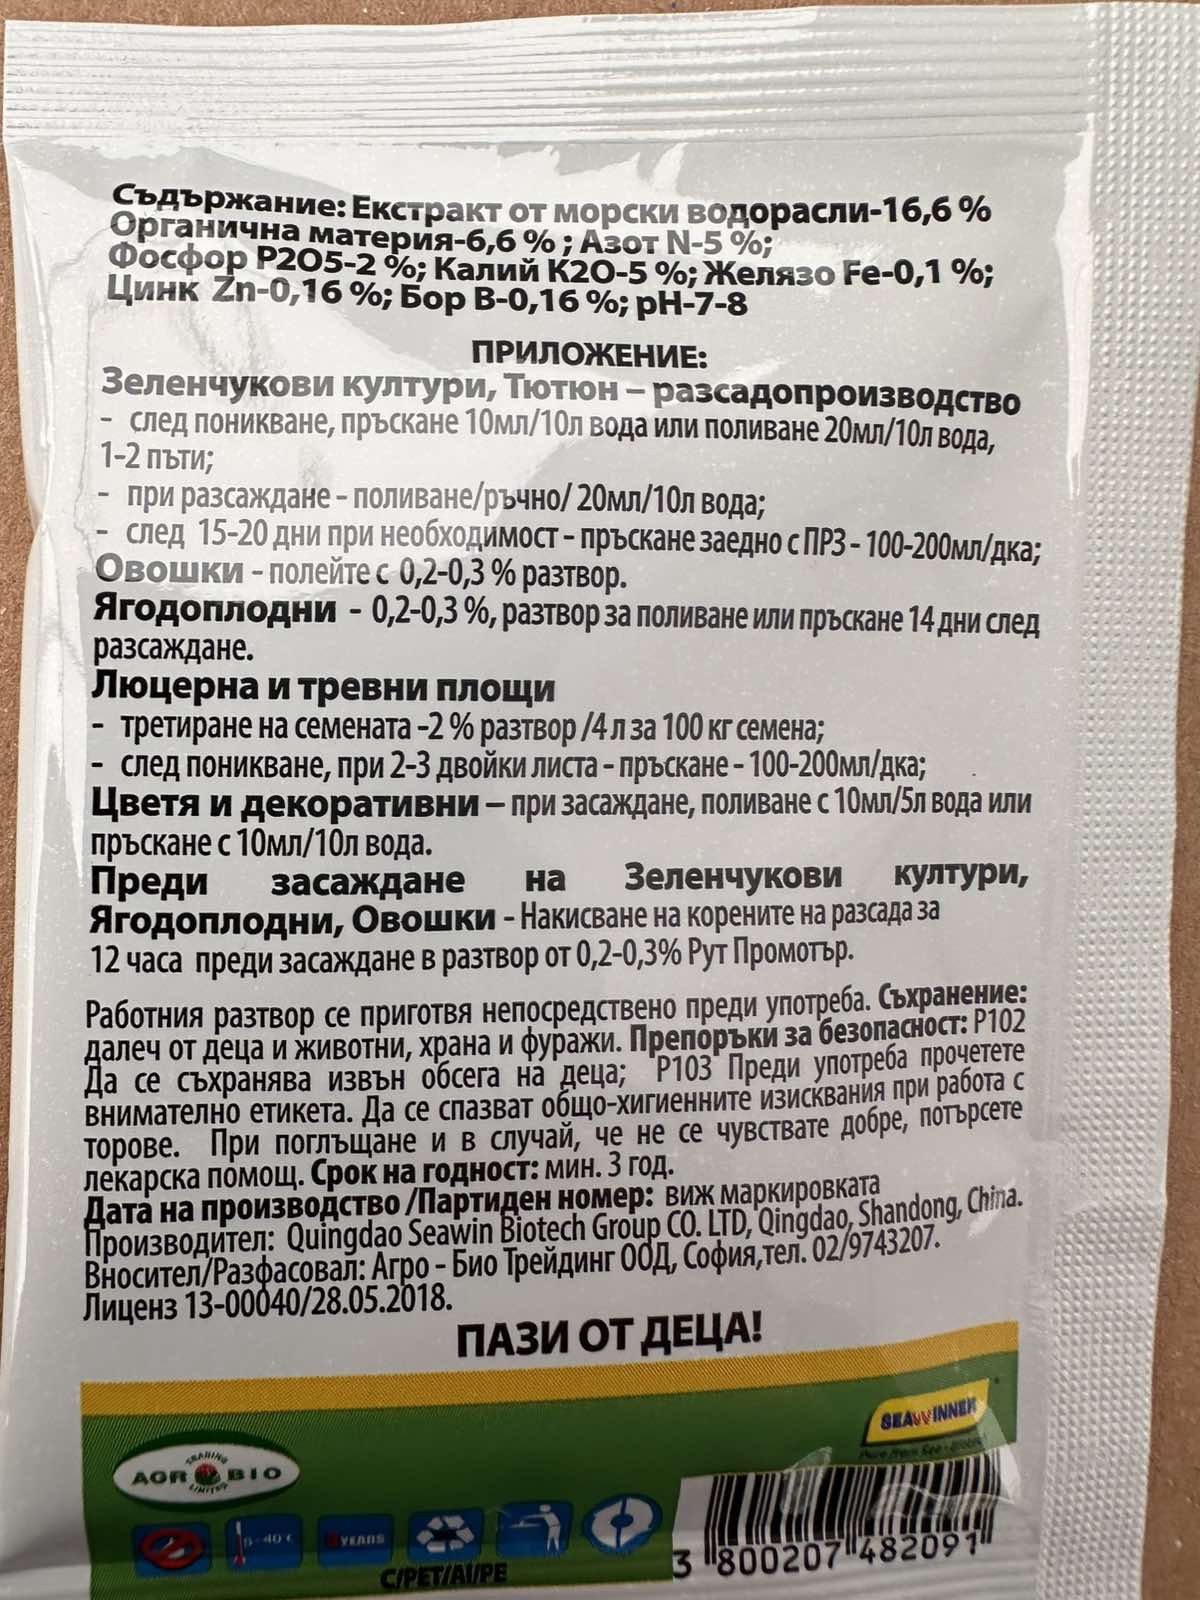 Съдържание: Екстракт от морски водорасли-16,6 %
Органична материя-6,6 % ; Азот N-5 %;
Фосфор P2O5-2 %; Калий K2O-5 %; Желязо Fe-0,1 %;
Цинк Zn-0,16 %; Бор B-0,16 %; pH-7-8
ПРИЛОЖЕНИЕ:
Зеленчукови култури, Тютюн – разсадопроизводство
- след поникване, пръскане 10мл/10л вода или поливане 20мл/10л вода,
1-2 пъти;
- при разсаждане - поливане/ръчно/ 20мл/10л вода;
- след 15-20 дни при необходимост - пръскане заедно с ПРЗ - 100-200мл/дка;
Овошки - полейте с 0,2-0,3 % разтвор.
Ягодоплодни - 0,2-0,3 %, разтвор за поливане или пръскане 14 дни след
разсаждане.
Люцерна и тревни площи
- третиране на семената -2 % разтвор /4 л за 100 кг семена;
- след поникване, при 2-3 двойки листа - пръскане - 100-200мл/дка;
Цветя и декоративни – при засаждане, поливане с 10мл/5л вода или
пръскане с 10мл/10л вода.
Преди засаждане на Зеленчукови култури,
Ягодоплодни, Овошки - Накисване на корените на разсада за
12 часа преди засаждане в разтвор от 0,2-0,3% Рут Промотър.
Работния разтвор се приготвя непосредствено преди употреба. Съхранение:
далеч от деца и животни, храна и фуражи. Препоръки за безопасност: P102
Да се съхранява извън обсега на деца; P103 Преди употреба прочетете
внимателно етикета. Да се спазват общо-хигиенните изисквания при работа с
торове. При поглъщане и в случай, че не се чувствате добре, потърсете
лекарска помощ. Срок на годност: мин. 3 год.
Дата на производство /Партиден номер: виж маркировката
Производител: Quingdao Seawin Biotech Group CO. LTD, Qingdao, Shandong, China.
Вносител/Разфасовал: Агро - Био Трейдинг ООД, София,тел. 02/9743207.
Лиценз 13-00040/28.05.2018.
ПАЗИ ОТ ДЕЦА!
SEAWINNER
AGRO BIO
TRADING
LIMITED
YEARS
C/PET/Al/PE
3 800207 482091